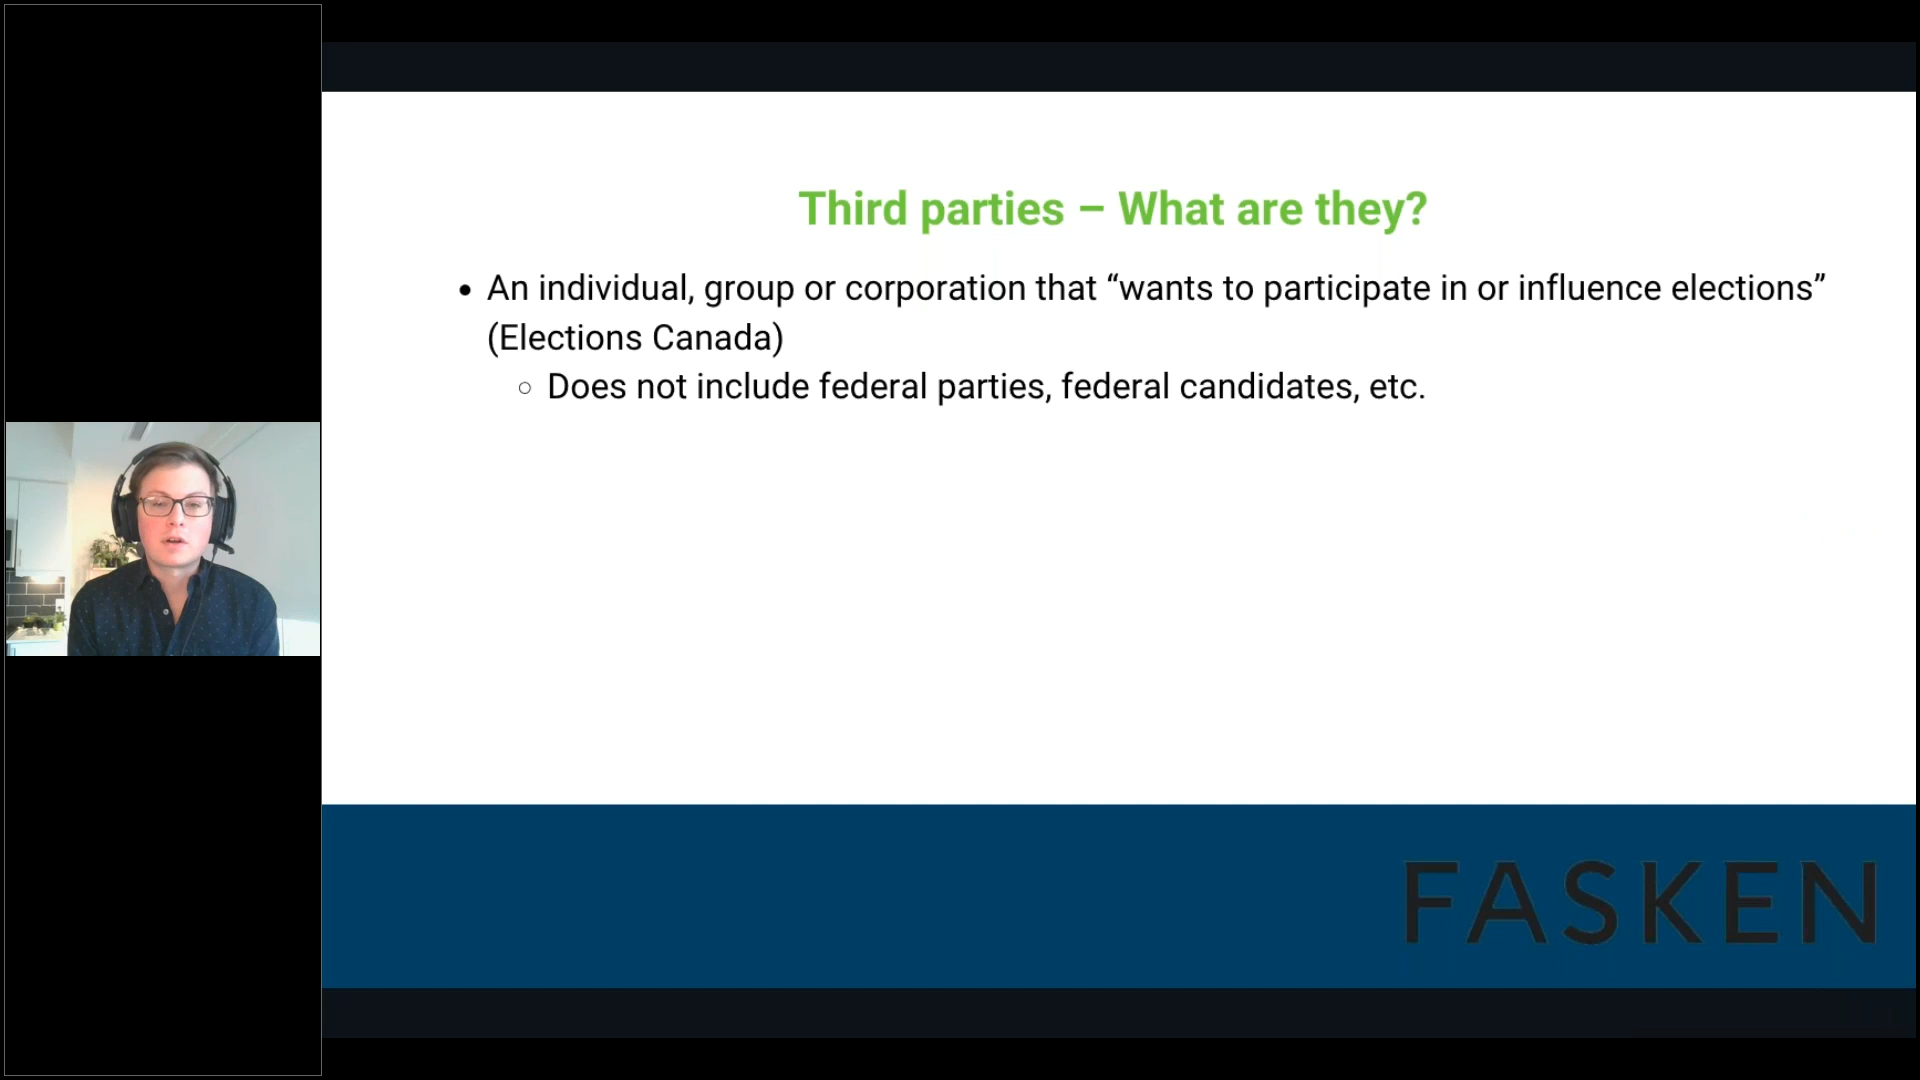 Third parties – What are they?
• An individual, group or corporation that “wants to participate in or influence elections”
(Elections Canada)
○ Does not include federal parties, federal candidates, etc.
FASKEN